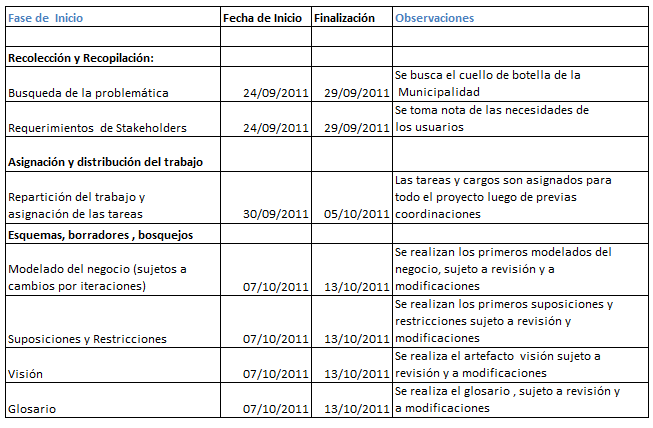 Fase de  Inicio Fecha de Inicio Finalización Observaciones
Recolección y Recopilación:
Busqueda de la problemática 24/09/2011 29/09/2011 Se busca el cuello de botella de la
Municipalidad
Requerimientos  de Stakeholders 24/09/2011 29/09/2011 Se toma nota de las necesidades de
los usuarios
Asignación y distribución del trabajo
Repartición del trabajo y
asignación de las tareas 30/09/2011 05/10/2011 Las tareas y cargos son asignados para
todo el proyecto luego de previas
coordinaciones
Esquemas, borradores , bosquejos
Modelado del negocio (sujetos a
cambios por iteraciones) 07/10/2011 13/10/2011 Se realizan los primeros modelados del
negocio, sujeto a revisión y a
modificaciones
Suposiciones y Restricciones 07/10/2011 13/10/2011 Se realizan los primeros suposiciones y
restricciones sujeto a revisión y
modificaciones
Visión 07/10/2011 13/10/2011 Se realiza el artefacto  visión sujeto a
revisión y a modificaciones
Glosario 07/10/2011 13/10/2011 Se realiza el glosario , sujeto a revisión y
a modificaciones